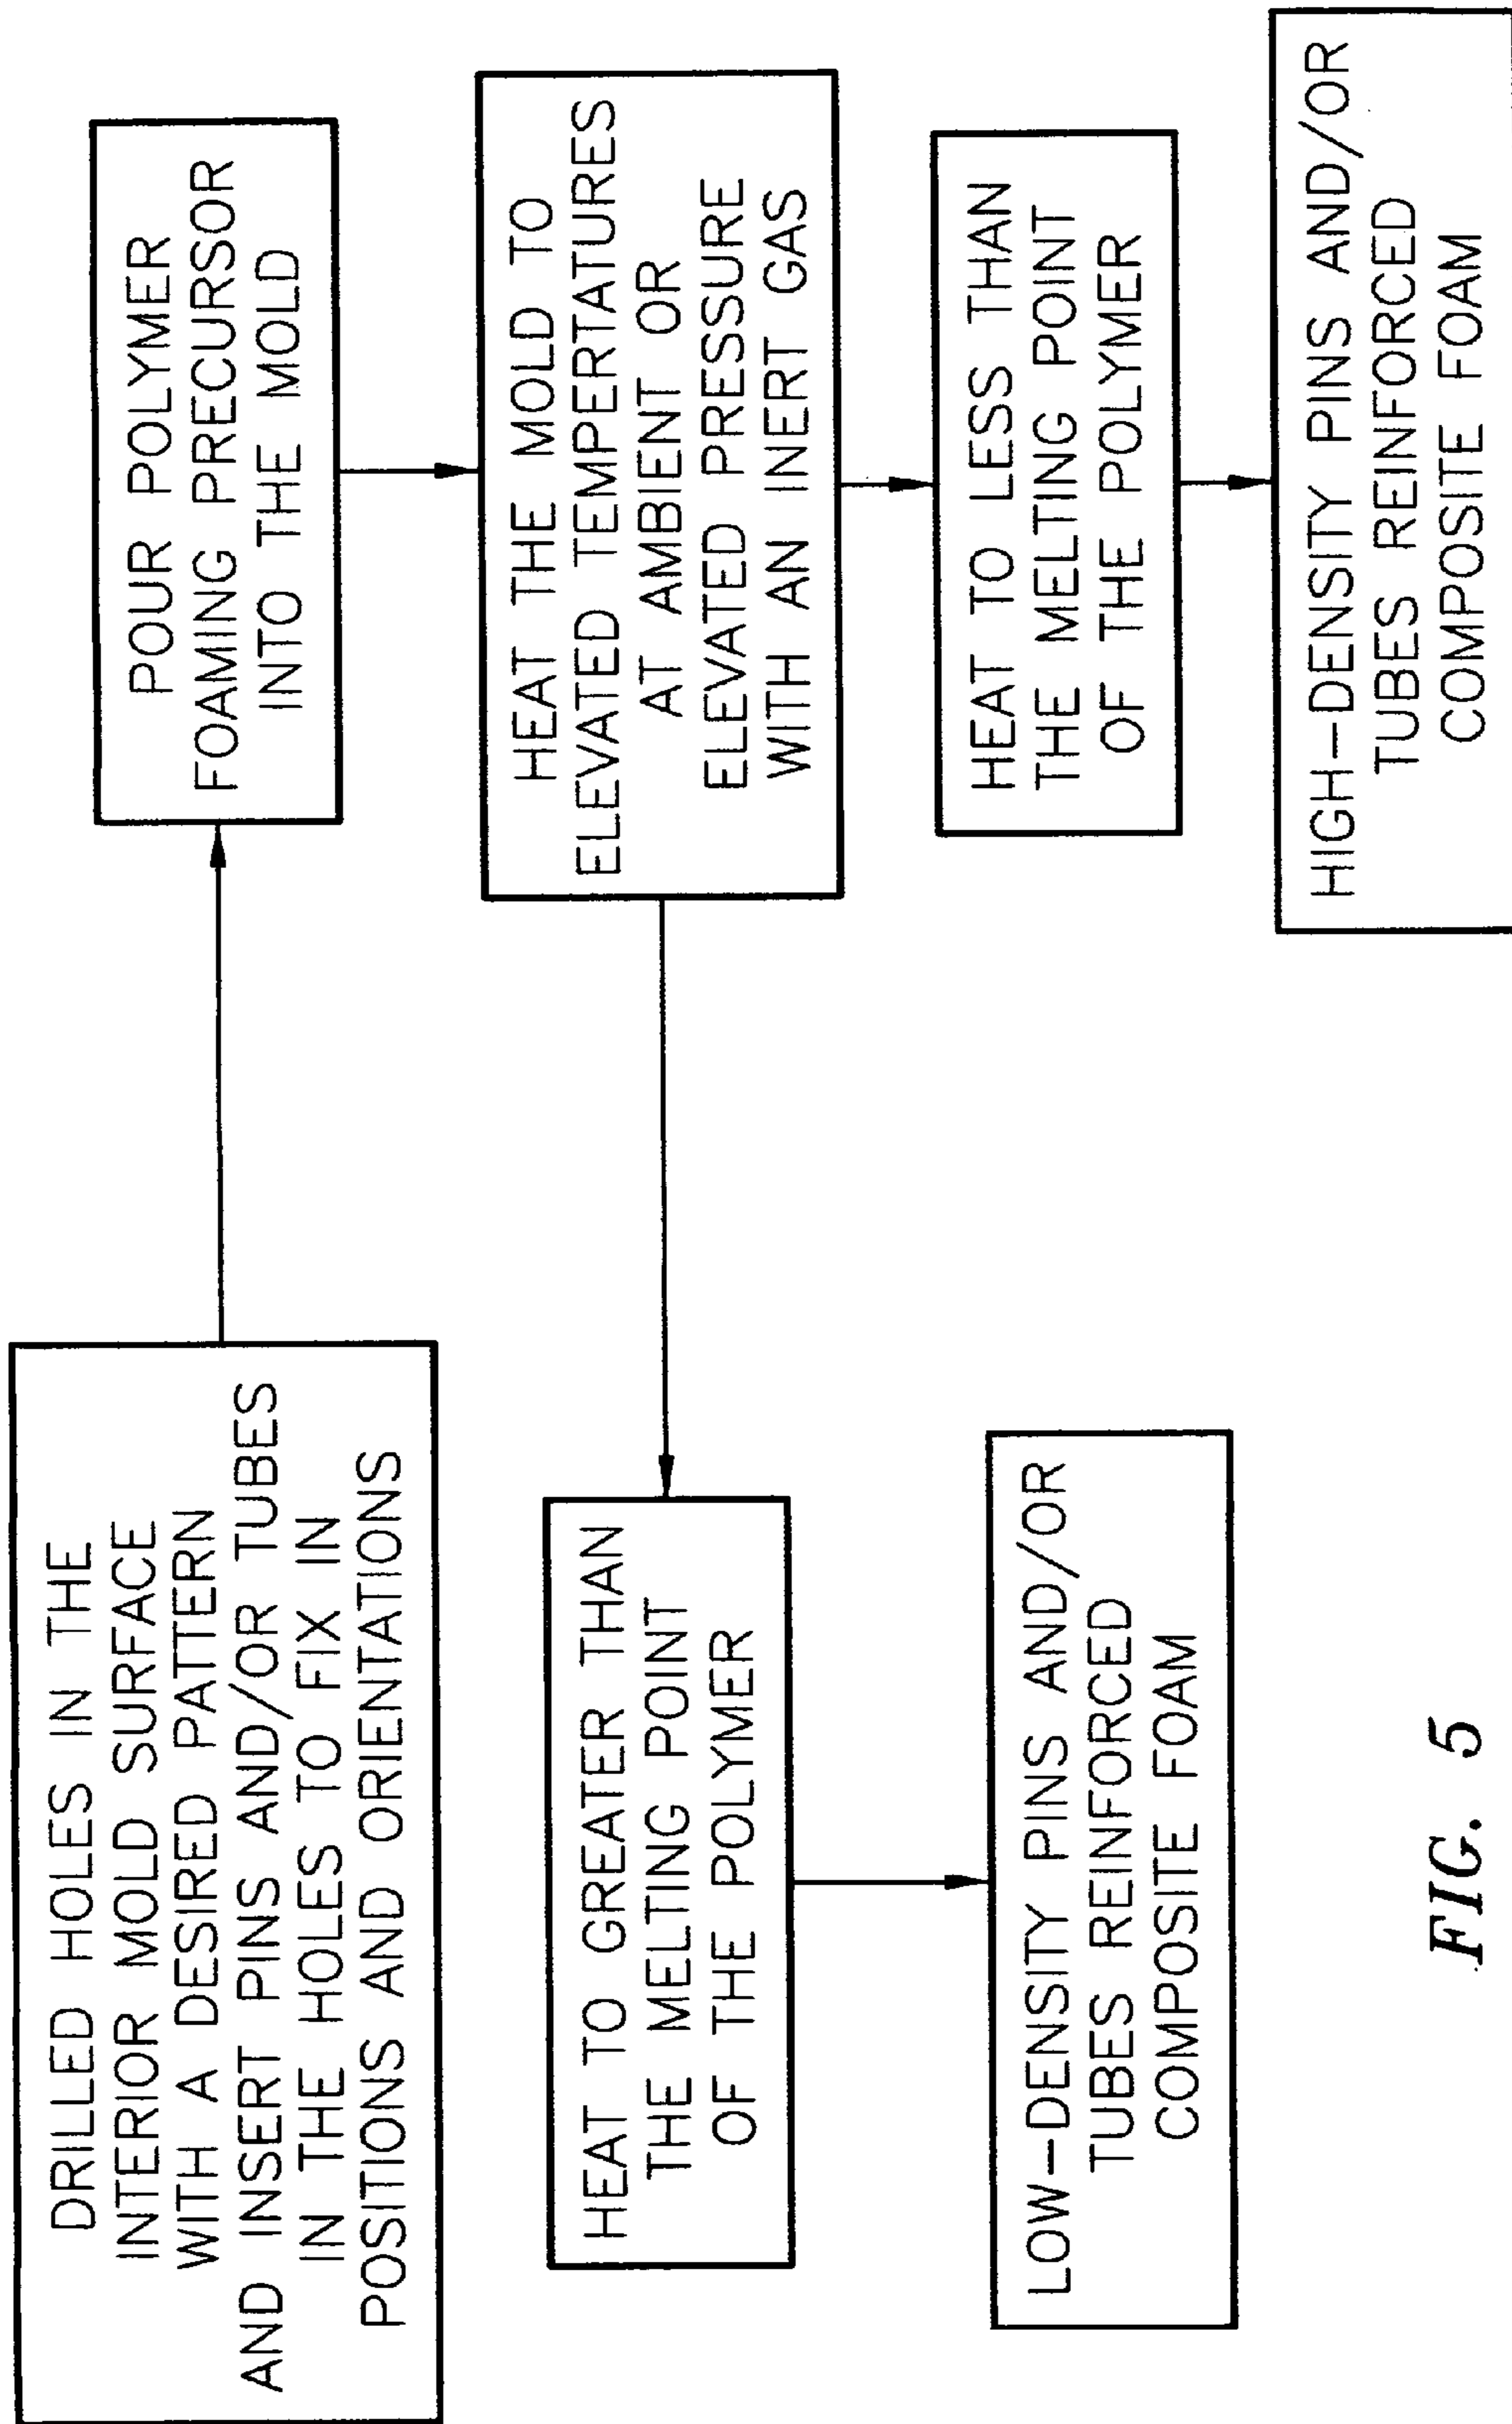 DRILLED HOLES IN THE
INTERIOR MOLD SURFACE
WITH A DESIRED PATTERN
AND INSERT PINS AND/OR TUBES
IN THE HOLES TO FIX IN
POSITIONS AND ORIENTATIONS
POUR POLYMER
FOAMING PRECURSOR
INTO THE MOLD
HEAT THE MOLD TO
ELEVATED TEMPERTATURES
AT AMBIENT OR
ELEVATED PRESSURE
WITH AN INERT GAS
HEAT TO GREATER THAN
THE MELTING POINT
OF THE POLYMER
HEAT TO LESS THAN
THE MELTING POINT
OF THE POLYMER
LOW-DENSITY PINS AND/OR
TUBES REINFORCED
COMPOSITE FOAM
HIGH-DENSITY PINS AND/OR
TUBES REINFORCED
COMPOSITE FOAM
FIG. 5